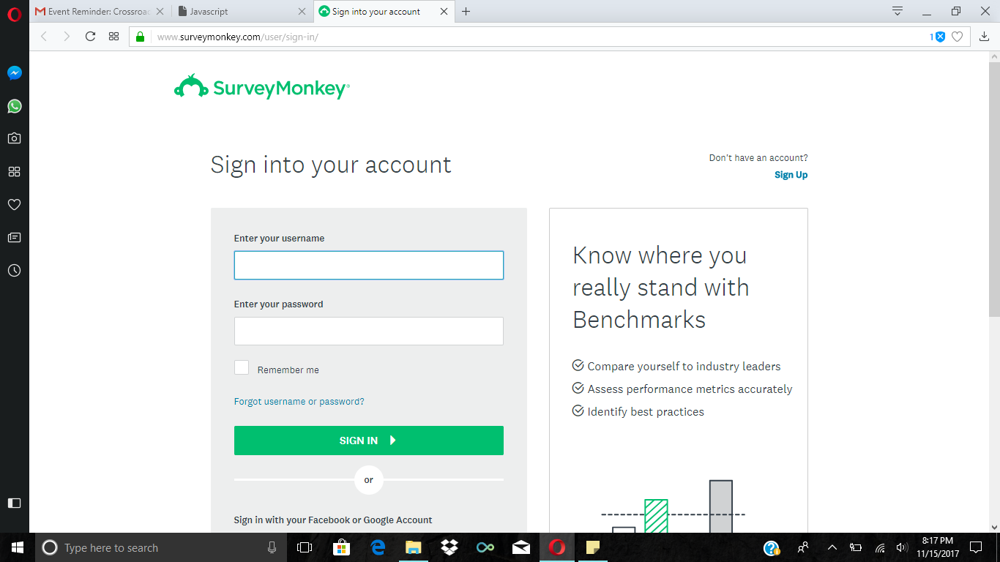 Event Reminder: Crossroa
Javascript
Sign into your account
www.surveymonkey.com/user/sign-in/
1
SurveyMonkey®
Sign into your account
Don't have an account?
Sign Up
Enter your username
Enter your password
Remember me
Forgot username or password?
SIGN IN
or
Sign in with your Facebook or Google Account
Know where you
really stand with
Benchmarks
Compare yourself to industry leaders
Assess performance metrics accurately
Identify best practices
Type here to search
8:17 PM
11/15/2017